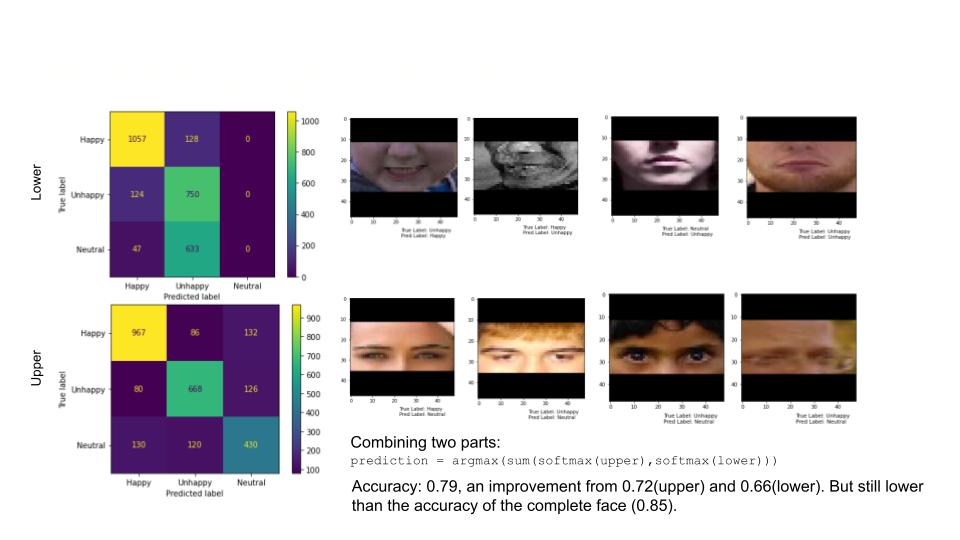 Lower
True label
Happy
Unhappy
Neutral
1057 128 0
124 750 0
47 633 0
Happy Unhappy Neutral
Predicted label
1000
800
600
400
200
0
0
10
20
30
40
0 10 20 30 40
True Label: Unhappy
Pred Label: Happy
0
10
20
30
40
0 10 20 30 40
True Label: Happy
Pred Label: Unhappy
0
10
20
30
40
0 10 20 30 40
True Label: Neutral
Pred Label: Unhappy
0
10
20
30
40
0 10 20 30 40
True Label: Unhappy
Pred Label: Unhappy
Upper
True label
Happy
Unhappy
Neutral
967 86 132
80 668 126
130 120 430
Happy Unhappy Neutral
Predicted label
900
800
700
600
500
400
300
200
100
0
10
20
30
40
0 10 20 30 40
True Label: Happy
Pred Label: Neutral
0
10
20
30
40
0 10 20 30 40
True Label: Unhappy
Pred Label: Neutral
0
10
20
30
40
0 10 20 30 40
True Label: Unhappy
Pred Label: Neutral
0
10
20
30
40
0 10 20 30 40
True Label: Unhappy
Pred Label: Neutral
Combining two parts:
prediction = argmax(sum(softmax(upper),softmax(lower)))
Accuracy: 0.79, an improvement from 0.72(upper) and 0.66(lower). But still lower
than the accuracy of the complete face (0.85).